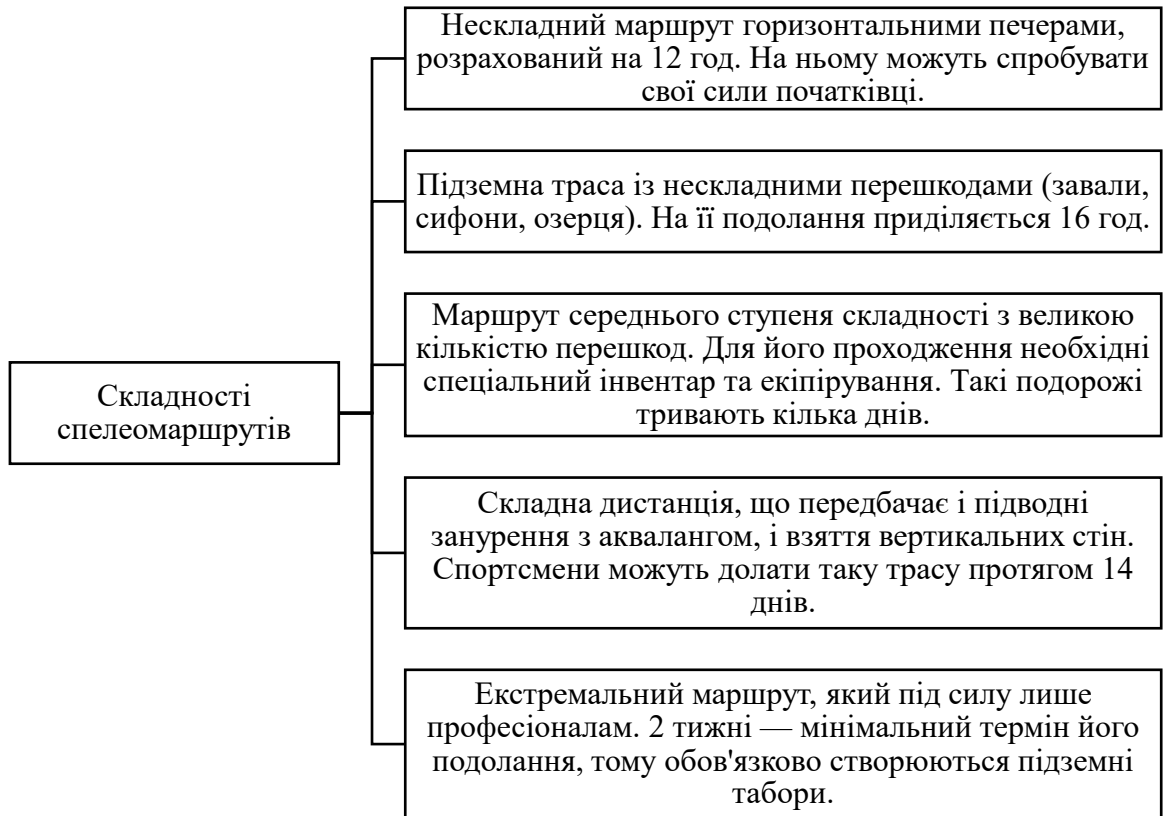 Нескладний маршрут горизонтальними печерами,
розрахований на 12 год. На ньому можуть спробувати
свої сили початківці.
Підземна траса із нескладними перешкодами (завали,
сифони, озерця). На її подолання приділяється 16 год.
Маршрут середнього ступеня складності з великою
кількістю перешкод. Для його проходження необхідні
спеціальний інвентар та екіпірування. Такі подорожі
тривають кілька днів.
Складності
спелеомаршрутів
Складна дистанція, що передбачає і підводні
занурення з аквалангом, і взяття вертикальних стін.
Спортсмени можуть долати таку трасу протягом 14
днів.
Екстремальний маршрут, який під силу лише
професіоналам. 2 тижні — мінімальний термін його
подолання, тому обов'язково створюються підземні
табори.